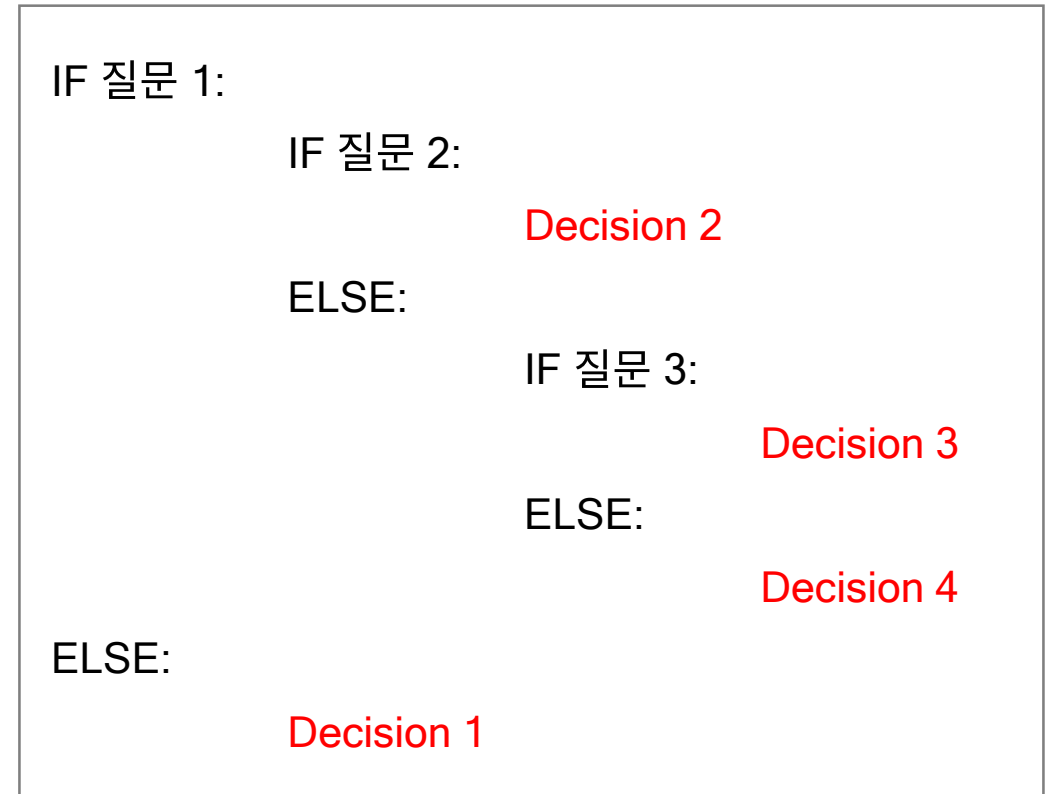 IF 질문 1:
IF 질문 2:
Decision 2
ELSE:
IF 질문 3:
Decision 3
ELSE:
Decision 4
ELSE:
Decision 1